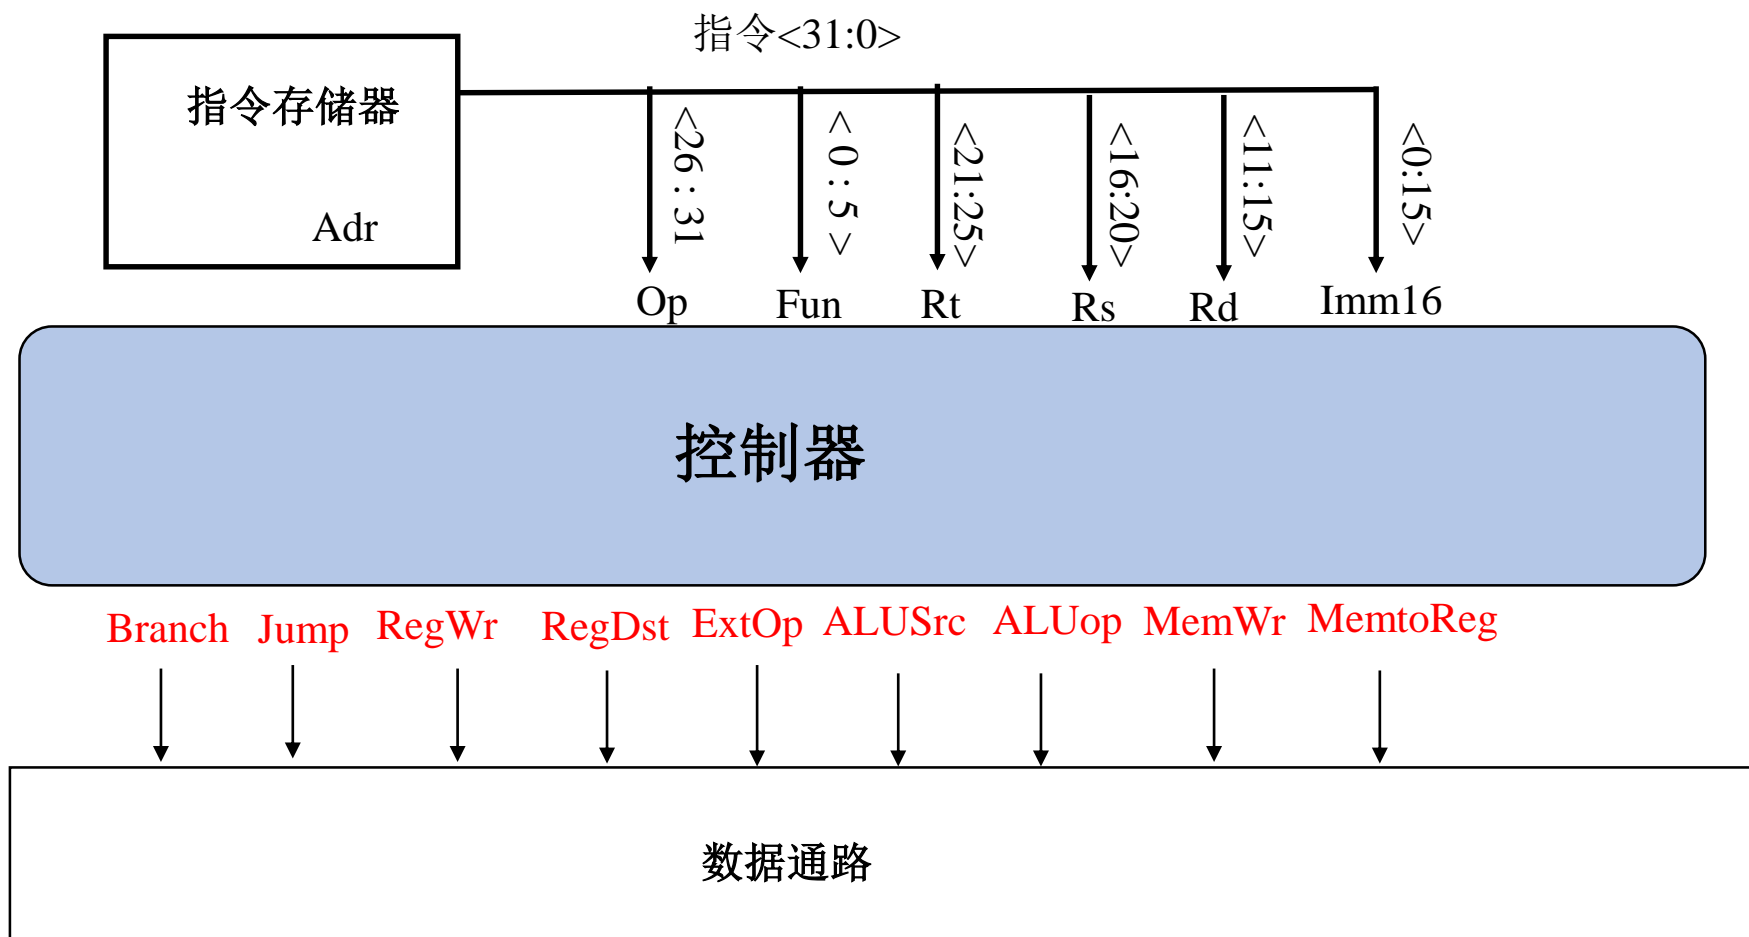 指令<31:0>
指令存储器
Adr
<26 : 31
< 0 : 5 >
<21:25>
<16:20>
<11:15>
<0:15>
Op Fun Rt Rs Rd Imm16
控制器
Branch Jump RegWr RegDst ExtOp ALUSrc ALUop MemWr MemtoReg
数据通路